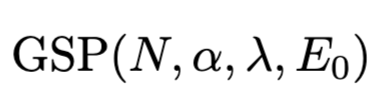 GSP(N, α, λ, E₀)